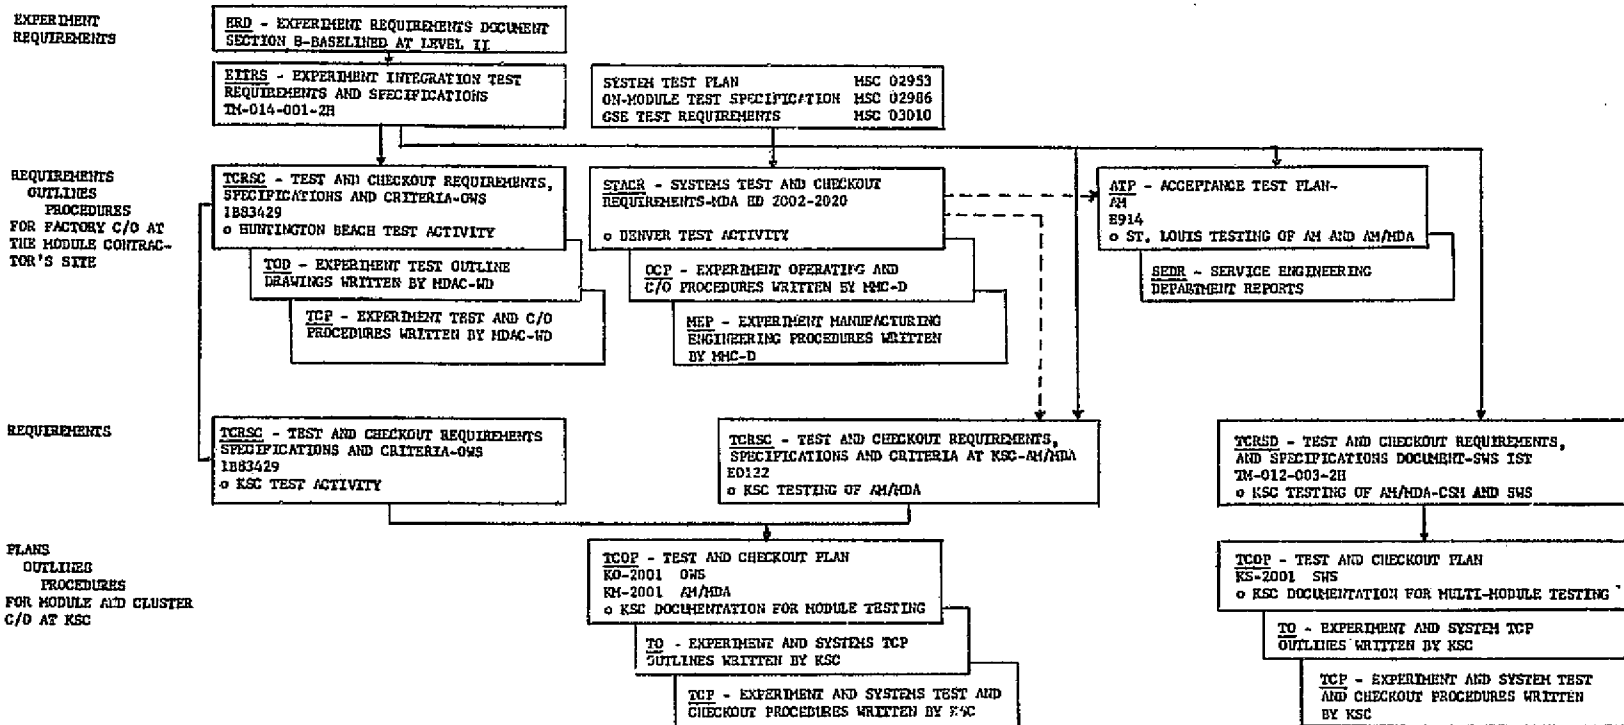 EXPERIMENT
REQUIREMENTS
ERD - EXPERIMENT REQUIREMENTS DOCUMENT
SECTION B-BASELINED AT LEVEL II
EITRS - EXPERIMENT INTEGRATION TEST
REQUIREMENTS AND SPECIFICATIONS
TM-014-001-2H
SYSTEM TEST PLAN MSC 02953
ON-MODULE TEST SPECIFICATION MSC 02986
GSE TEST REQUIREMENTS MSC 03010
REQUIREMENTS
OUTLINES
PROCEDURES
FOR FACTORY C/O AT
THE MODULE CONTRAC-
TOR'S SITE
TCRSC - TEST AND CHECKOUT REQUIREMENTS,
SPECIFICATIONS AND CRITERIA-OWS
1B83429
o HUNTINGTON BEACH TEST ACTIVITY
TOD - EXPERIMENT TEST OUTLINE
DRAWINGS WRITTEN BY MDAC-WD
TCP - EXPERIMENT TEST AND C/O
PROCEDURES WRITTEN BY MDAC-WD
STACR - SYSTEMS TEST AND CHECKOUT
REQUIREMENTS-MDA ED 2002-2020
o DENVER TEST ACTIVITY
OCP - EXPERIMENT OPERATING AND
C/O PROCEDURES WRITTEN BY MMC-D
MEP - EXPERIMENT MANUFACTURING
ENGINEERING PROCEDURES WRITTEN
BY MMC-D
ATP - ACCEPTANCE TEST PLAN-
AM
E914
o ST. LOUIS TESTING OF AM AND AM/MDA
SEDR - SERVICE ENGINEERING
DEPARTMENT REPORTS
REQUIREMENTS
TCRSC - TEST AND CHECKOUT REQUIREMENTS
SPECIFICATIONS AND CRITERIA-OWS
1B83429
o KSC TEST ACTIVITY
TCRSC - TEST AND CHECKOUT REQUIREMENTS,
SPECIFICATIONS AND CRITERIA AT KSC-AM/MDA
E0122
o KSC TESTING OF AM/MDA
TCRSD - TEST AND CHECKOUT REQUIREMENTS,
AND SPECIFICATIONS DOCUMENT-SWS IST
TM-012-003-2H
o KSC TESTING OF AM/MDA-CSM AND SWS
PLANS
OUTLINES
PROCEDURES
FOR MODULE AND CLUSTER
C/O AT KSC
TCOP - TEST AND CHECKOUT PLAN
KO-2001 OWS
KM-2001 AM/MDA
o KSC DOCUMENTATION FOR MODULE TESTING
TO - EXPERIMENT AND SYSTEMS TCP
OUTLINES WRITTEN BY KSC
TCP - EXPERIMENT AND SYSTEMS TEST AND
CHECKOUT PROCEDURES WRITTEN BY KSC
TCOP - TEST AND CHECKOUT PLAN
KS-2001 SWS
o KSC DOCUMENTATION FOR MULTI-MODULE TESTING
TO - EXPERIMENT AND SYSTEM TCP
OUTLINES WRITTEN BY KSC
TCP - EXPERIMENT AND SYSTEM TEST
AND CHECKOUT PROCEDURES WRITTEN
BY KSC